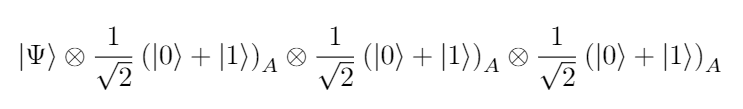 |Ψ⟩ ⊗ 1/√2 (|0⟩ + |1⟩)_A ⊗ 1/√2 (|0⟩ + |1⟩)_A ⊗ 1/√2 (|0⟩ + |1⟩)_A